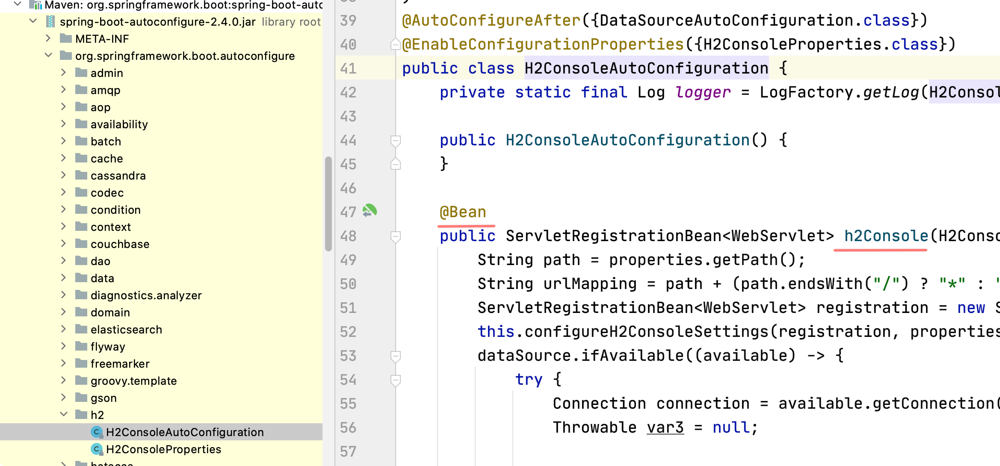 Maven: org.springframework.boot:spring-boot-auto
spring-boot-autoconfigure-2.4.0.jar library root
META-INF
org.springframework.boot.autoconfigure
admin
amqp
aop
availability
batch
cache
cassandra
codec
condition
context
couchbase
dao
data
diagnostics.analyzer
domain
elasticsearch
flyway
freemarker
groovy.template
gson
h2
H2ConsoleAutoConfiguration
H2ConsoleProperties
39 @AutoConfigureAfter({DataSourceAutoConfiguration.class})
40 @EnableConfigurationProperties({H2ConsoleProperties.class})
41 public class H2ConsoleAutoConfiguration {
42 private static final Log logger = LogFactory.getLog(H2Consol
43
44 public H2ConsoleAutoConfiguration() {
45 }
46
47 @Bean
48 public ServletRegistrationBean<WebServlet> h2Console(H2Conso
49 String path = properties.getPath();
50 String urlMapping = path + (path.endsWith("/") ? "*" : "
51 ServletRegistrationBean<WebServlet> registration = new S
52 this.configureH2ConsoleSettings(registration, properties
53 dataSource.ifAvailable((available) -> {
54 try {
55 Connection connection = available.getConnection(
56 Throwable var3 = null;
57